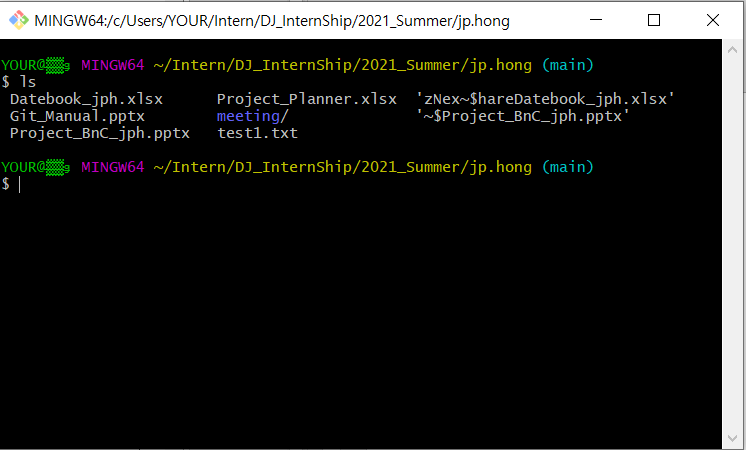 MINGW64:/c/Users/YOUR/Intern/DJ_InternShip/2021_Summer/jp.hong
YOUR@▒▒g MINGW64 ~/Intern/DJ_InternShip/2021_Summer/jp.hong (main)
$ ls
Datebook_jph.xlsx Project_Planner.xlsx 'zNex~$hareDatebook_jph.xlsx'
Git_Manual.pptx meeting/ '~$Project_BnC_jph.pptx'
Project_BnC_jph.pptx test1.txt
YOUR@▒▒g MINGW64 ~/Intern/DJ_InternShip/2021_Summer/jp.hong (main)
$